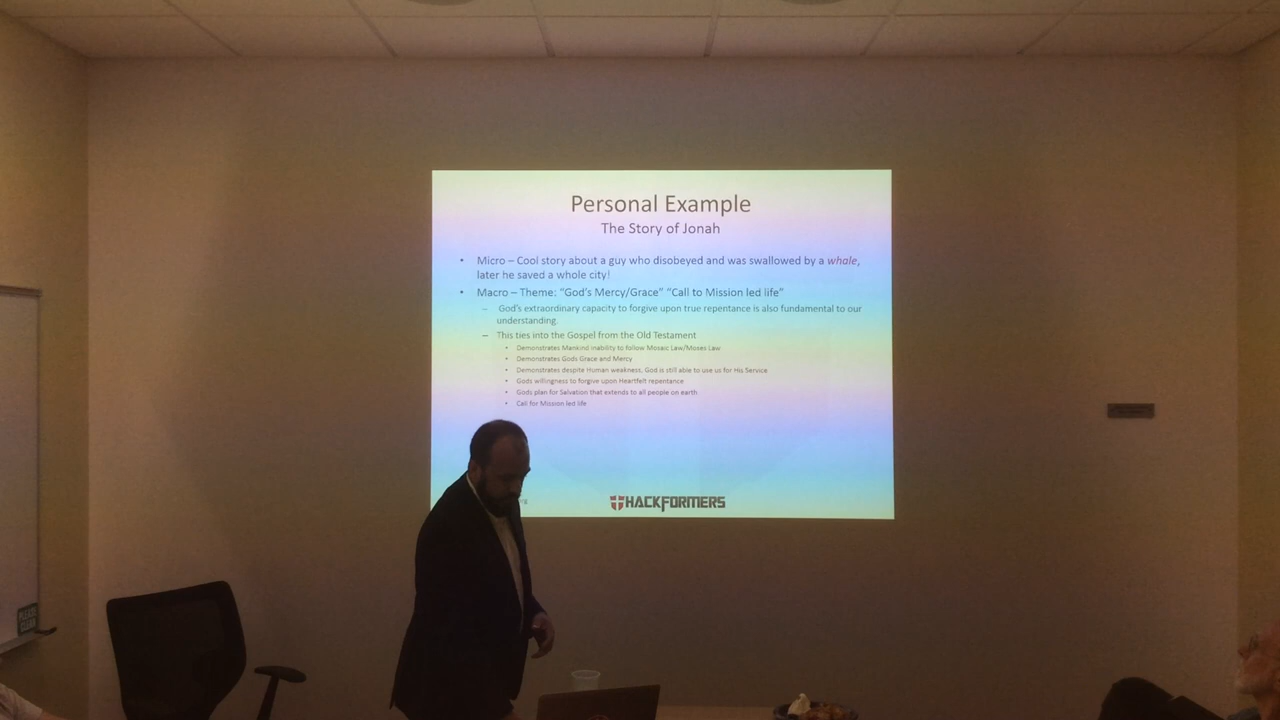 Personal Example
The Story of Jonah
• Micro – Cool story about a guy who disobeyed and was swallowed by a whale,
later he saved a whole city!
• Macro – Theme: “God’s Mercy/Grace” “Call to Mission led life”
– God’s extraordinary capacity to forgive upon true repentance is also fundamental to our
understanding.
– This ties into the Gospel from the Old Testament
• Demonstrates Mankind inability to follow Mosaic Law/Moses Law
• Demonstrates Gods Grace and Mercy
• Demonstrates despite Human weakness, God is still able to use us for His Service
• Gods willingness to forgive upon Heartfelt repentance
• Gods plan for Salvation that extends to all people on earth
• Call for Mission led life
HACKFORMERS